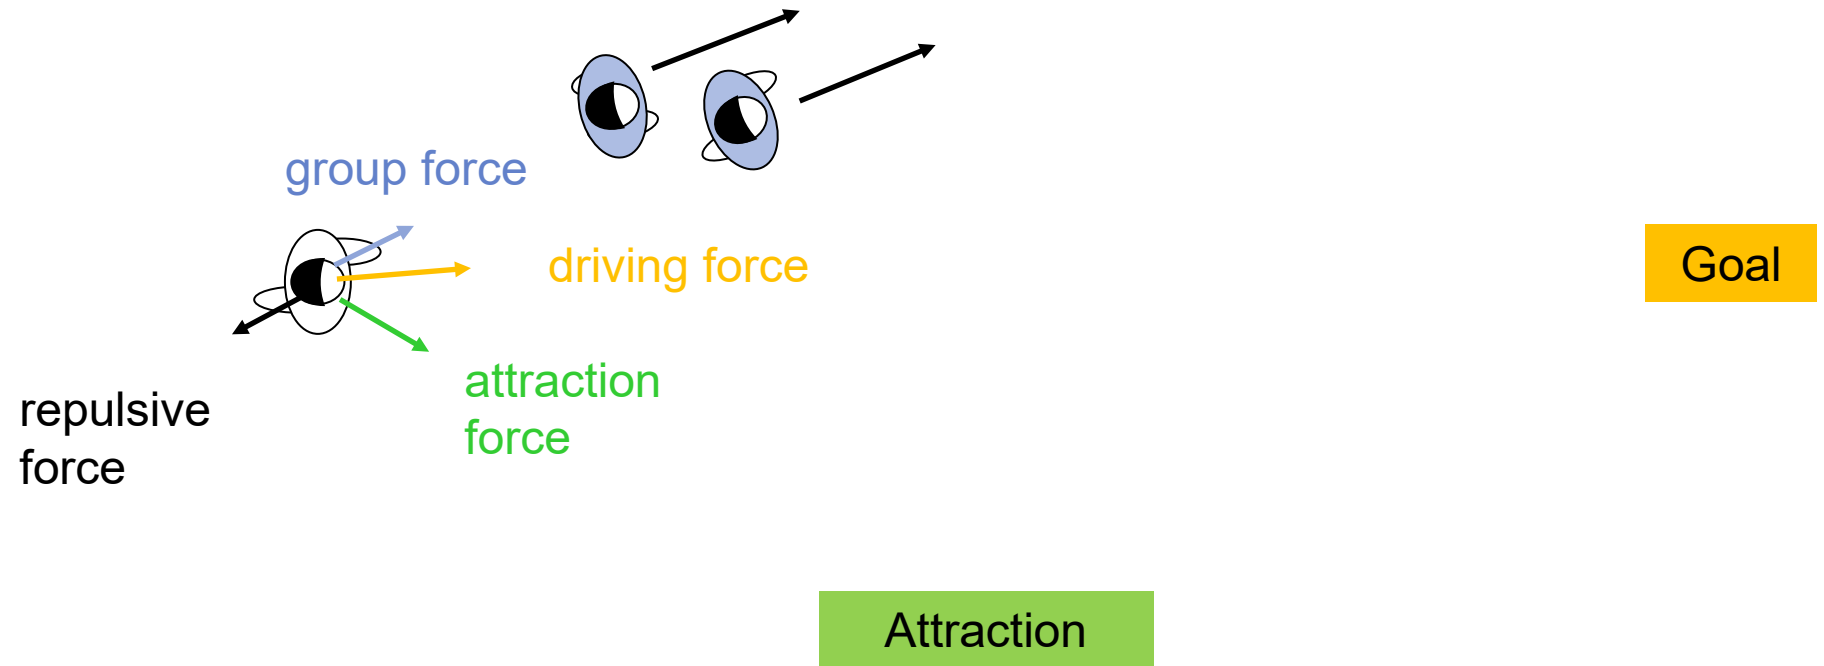 group force
driving force
Goal
attraction
force
repulsive
force
Attraction